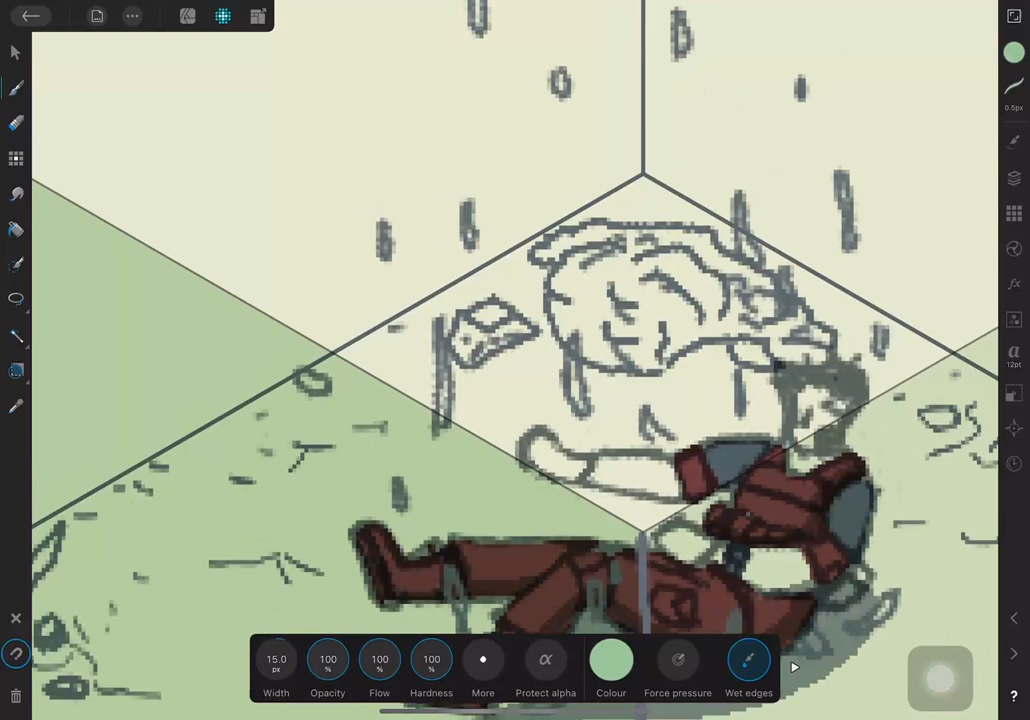 0.5px
a
12pt
fx
?
15.0 px
100 %
100 %
100 %
α
Width
Opacity
Flow
Hardness
More
Protect alpha
Colour
Force pressure
Wet edges